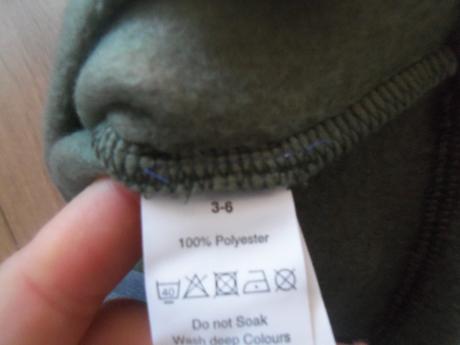 3-6
100% Polyester
40
Do not Soak
Wash deep Colours